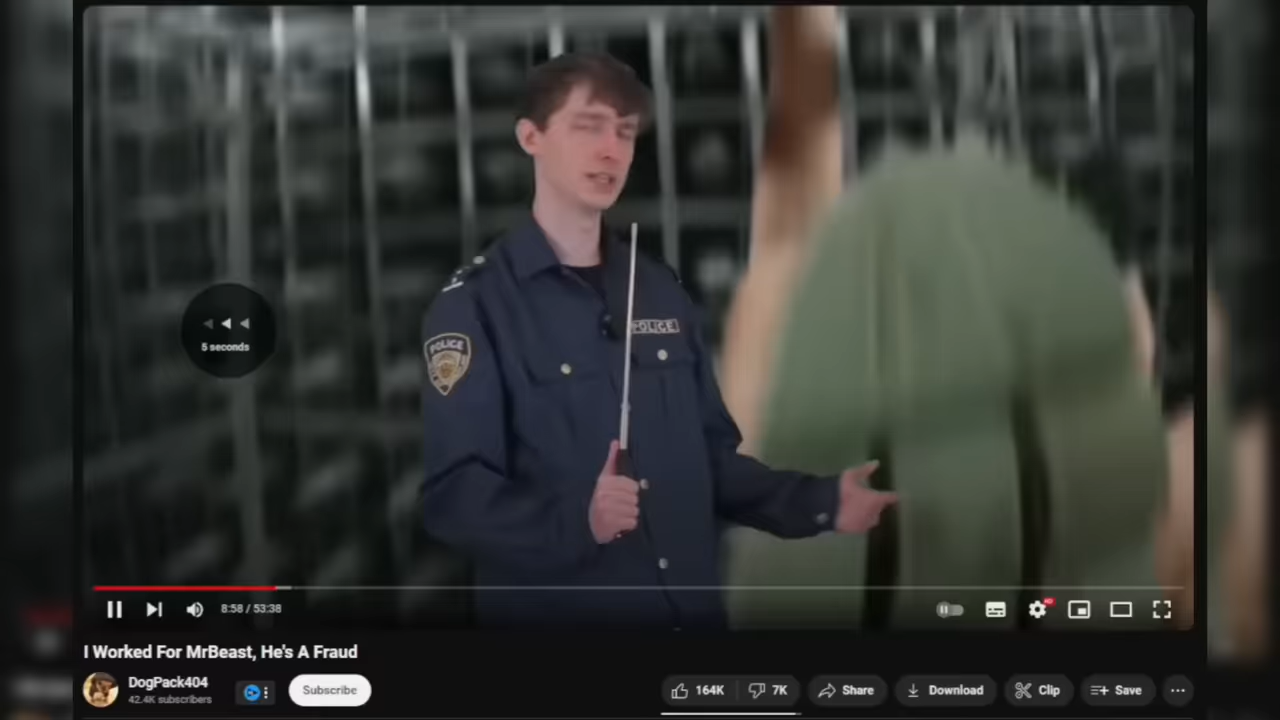 POLICE
POLICE
5 seconds
8:58 / 53:38
HD
I Worked For MrBeast, He's A Fraud
DogPack404
42.4K subscribers
Subscribe
164K
7K
Share
Download
Clip
Save